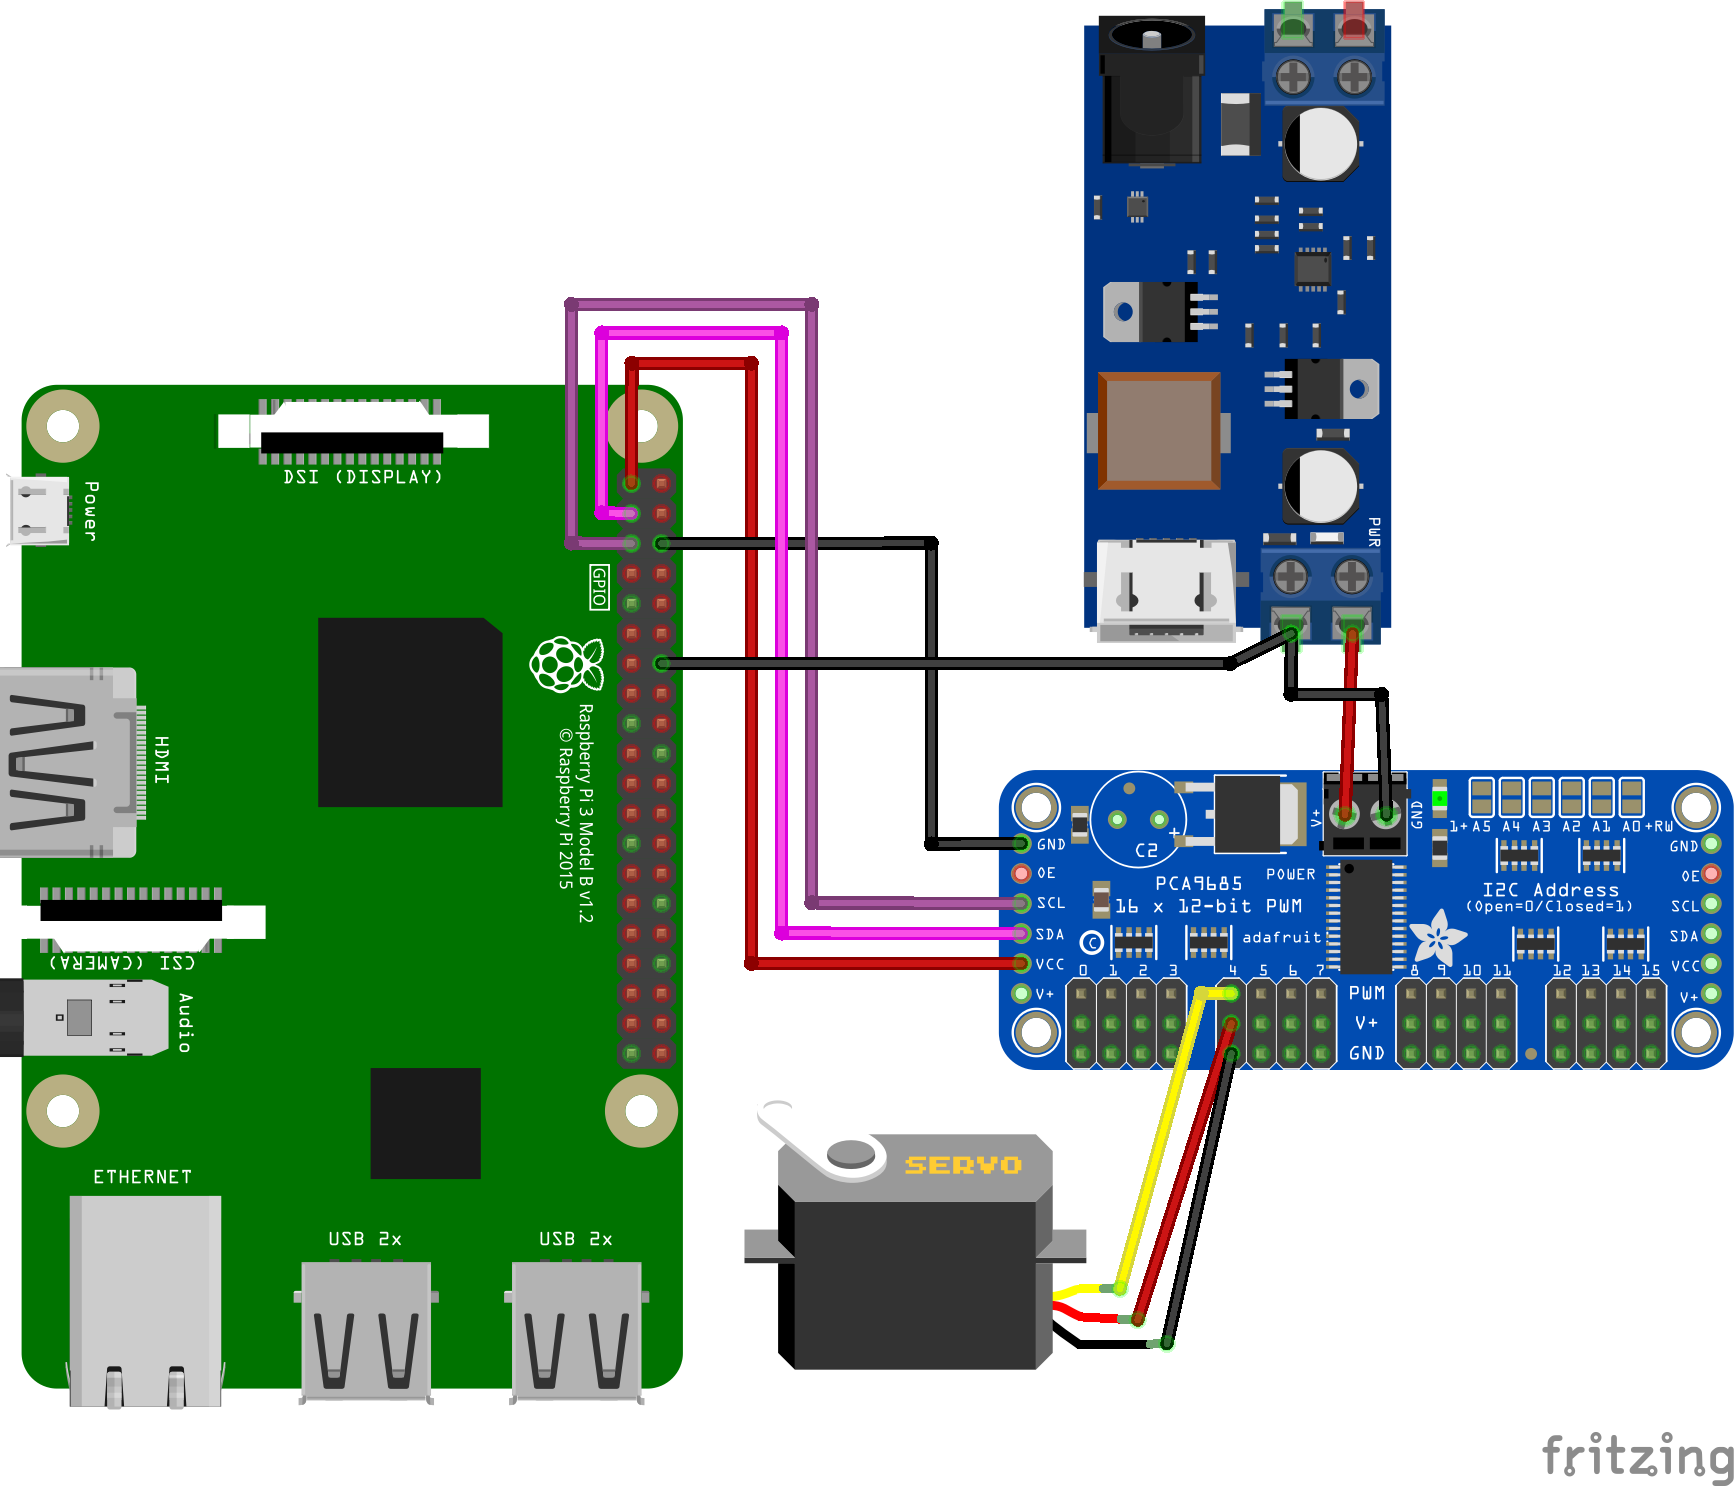 PWR
DSI (DISPLAY)
Power
GPIO
Raspberry Pi 3 Model B v1.2
© Raspberry Pi 2015
HDMI
CSI (CAMERA)
Audio
ETHERNET
USB 2x
USB 2x
V+
GND
1+ A5 A4 A3 A2 A1 A0 +RW
GND
OE
SCL
SDA
VCC
V+
C2
+
POWER
PCA9685
16 x 12-bit PWM
C
adafruit
I2C Address
(Open=0/Closed=1)
GND
OE
SCL
SDA
VCC
V+
0 1 2 3 4 5 6 7 8 9 10 11 12 13 14 15
PWM
V+
GND
SERVO
fritzing